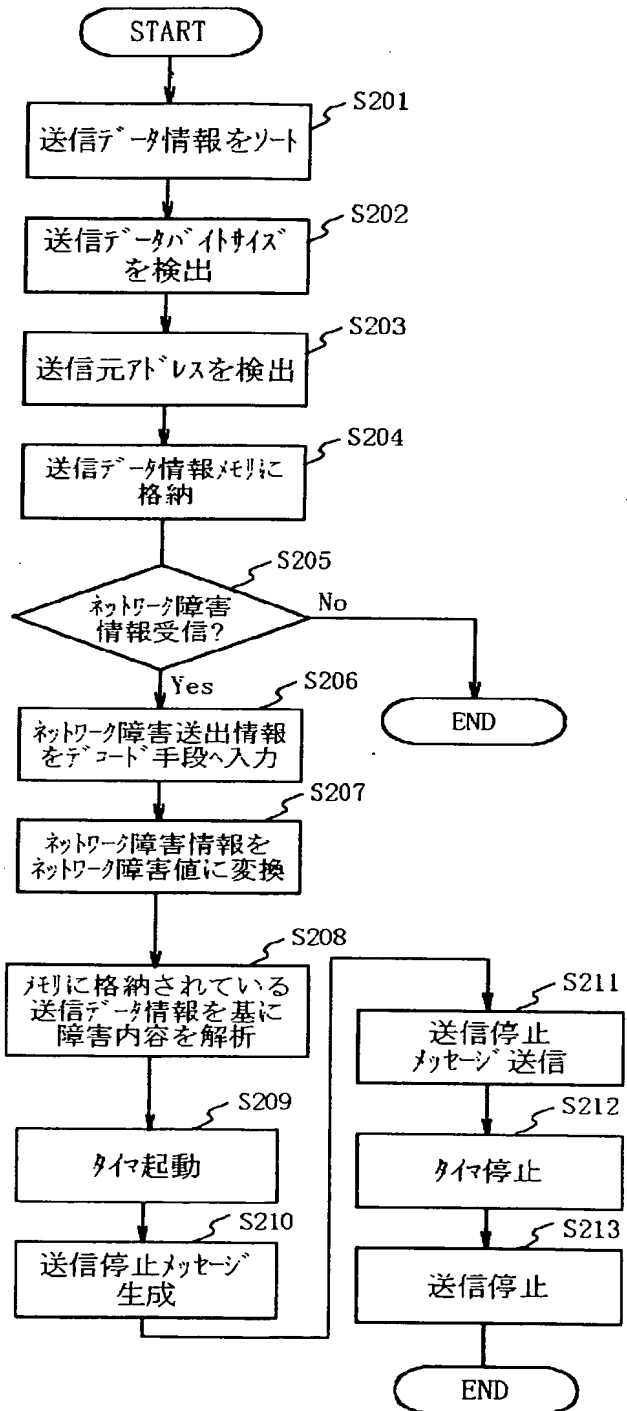 START
S201
送信ﾃﾞｰﾀ情報をｿｰﾄ
S202
送信ﾃﾞｰﾀﾊﾞｲﾄｻｲｽﾞ
を検出
S203
送信元ｱﾄﾞﾚｽを検出
S204
送信ﾃﾞｰﾀ情報ﾒﾓﾘに
格納
S205
ﾈｯﾄﾜｰｸ障害
情報受信?
No
END
Yes
S206
ﾈｯﾄﾜｰｸ障害送出情報
をﾃﾞｺｰﾄﾞ手段へ入力
S207
ﾈｯﾄﾜｰｸ障害情報を
ﾈｯﾄﾜｰｸ障害値に変換
S208
ﾒﾓﾘに格納されている
送信ﾃﾞｰﾀ情報を基に
障害内容を解析
S209
ﾀｲﾏ起動
S210
送信停止ﾒｯｾｰｼﾞ
生成
S211
送信停止
ﾒｯｾｰｼﾞ送信
S212
ﾀｲﾏ停止
S213
送信停止
END